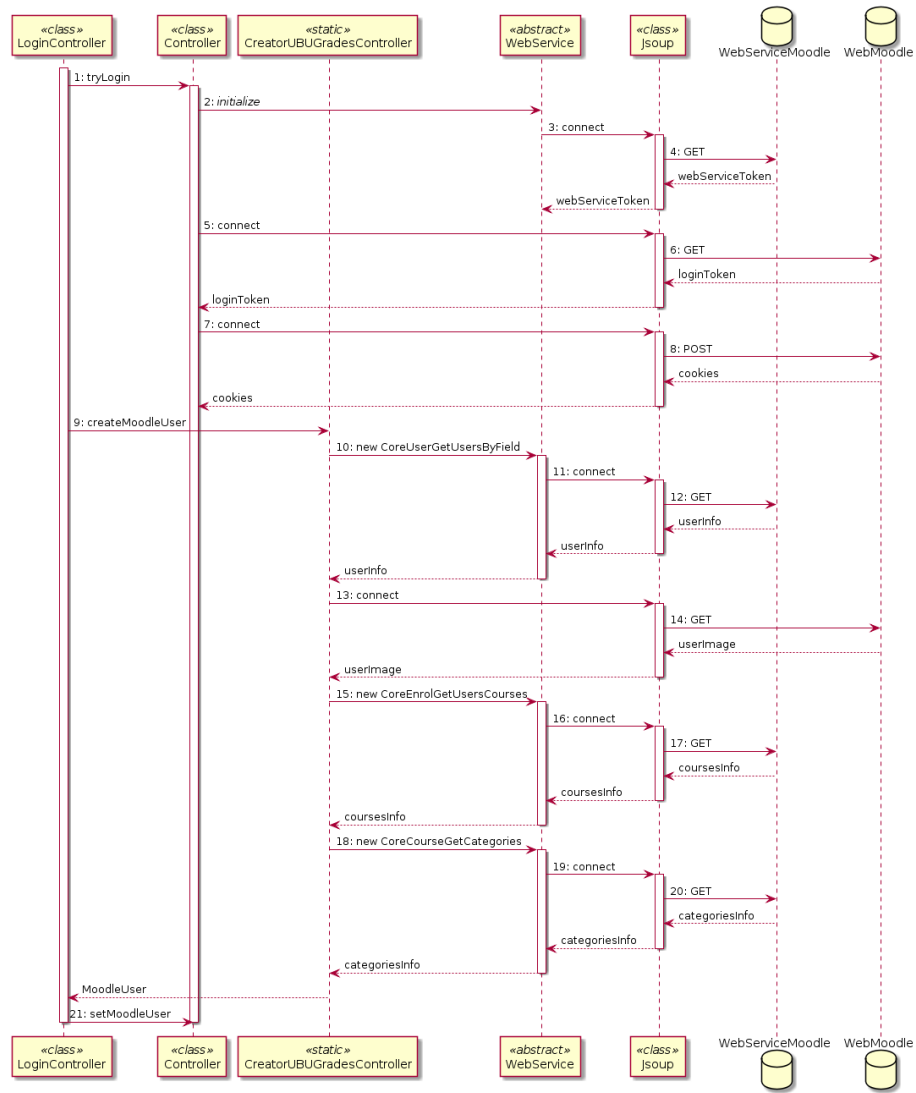 «class»
LoginController
«class»
Controller
«static»
CreatorUBUGradesController
«abstract»
WebService
«class»
Jsoup
WebServiceMoodle
WebMoodle
1: tryLogin
2: initialize
3: connect
4: GET
webServiceToken
webServiceToken
5: connect
6: GET
loginToken
loginToken
7: connect
8: POST
cookies
cookies
9: createMoodleUser
10: new CoreUserGetUsersByField
11: connect
12: GET
userInfo
userInfo
userInfo
13: connect
14: GET
userImage
userImage
15: new CoreEnrolGetUsersCourses
16: connect
17: GET
coursesInfo
coursesInfo
coursesInfo
18: new CoreCourseGetCategories
19: connect
20: GET
categoriesInfo
categoriesInfo
categoriesInfo
MoodleUser
21: setMoodleUser
«class»
LoginController
«class»
Controller
«static»
CreatorUBUGradesController
«abstract»
WebService
«class»
Jsoup
WebServiceMoodle
WebMoodle